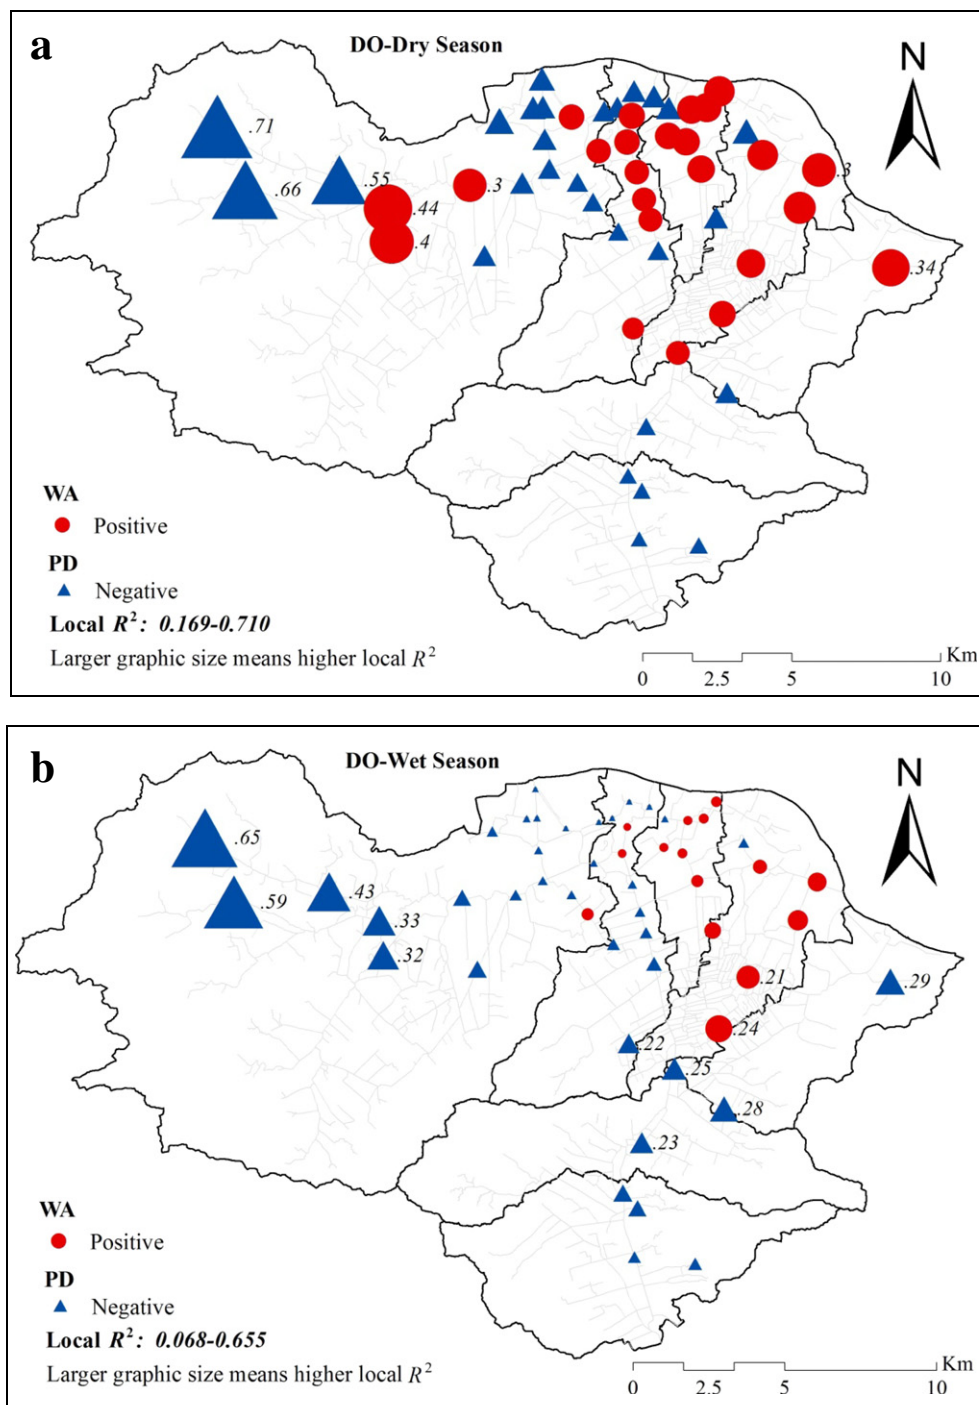 a
DO-Dry Season
N
.71
.66
.55
.44
.4
.3
.3
.34
WA
Positive
PD
Negative
Local R²: 0.169-0.710
Larger graphic size means higher local R²
Km
0 2.5 5 10
b
DO-Wet Season
N
.65
.59
.43
.33
.32
.29
.21
.24
.22
.25
.28
.23
WA
Positive
PD
Negative
Local R²: 0.068-0.655
Larger graphic size means higher local R²
Km
0 2.5 5 10